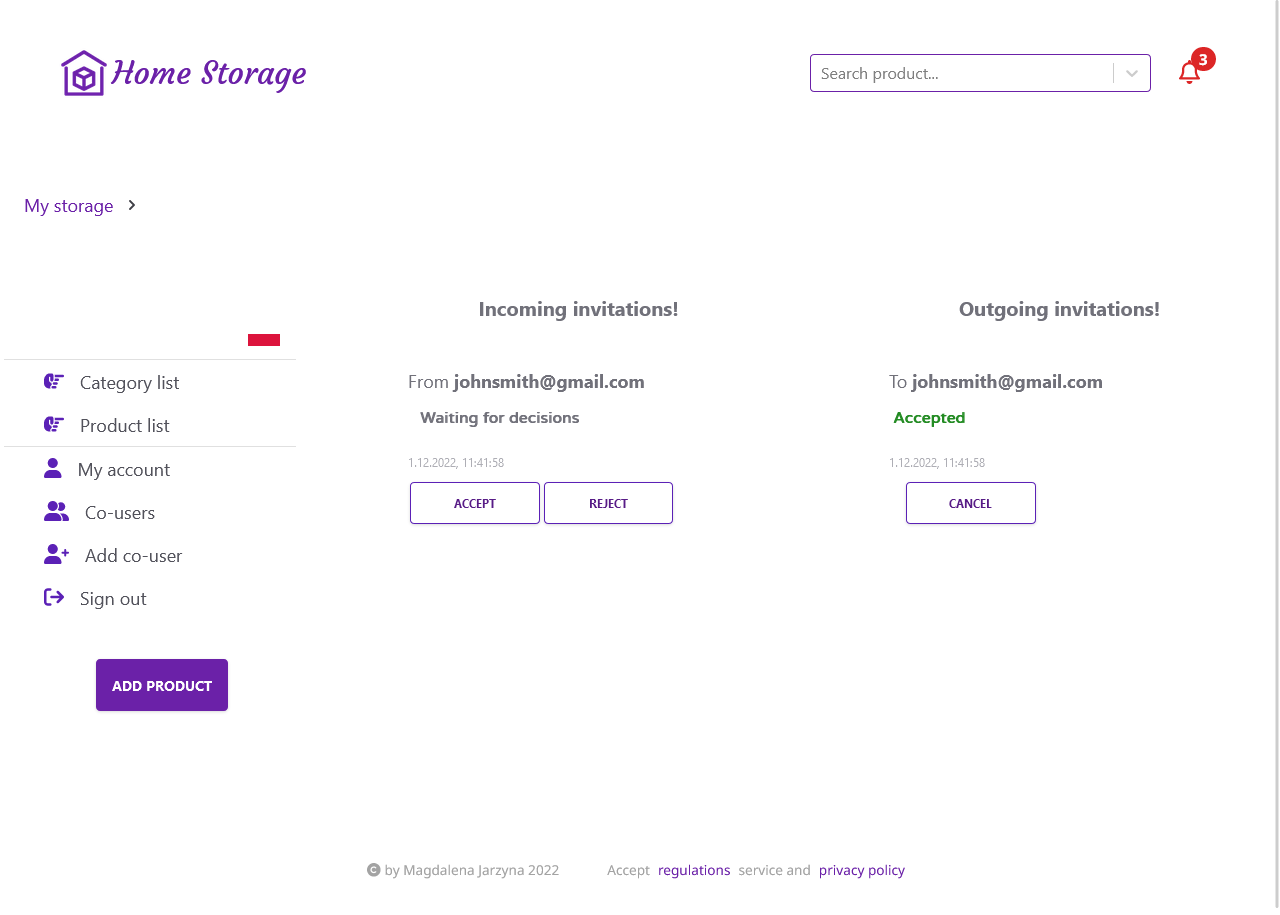 Home Storage
Search product...
3
My storage
Incoming invitations!
Outgoing invitations!
Category list
Product list
My account
Co-users
Add co-user
Sign out
ADD PRODUCT
From johnsmith@gmail.com
Waiting for decisions
1.12.2022, 11:41:58
ACCEPT REJECT
To johnsmith@gmail.com
Accepted
1.12.2022, 11:41:58
CANCEL
© by Magdalena Jarzyna 2022 Accept regulations service and privacy policy